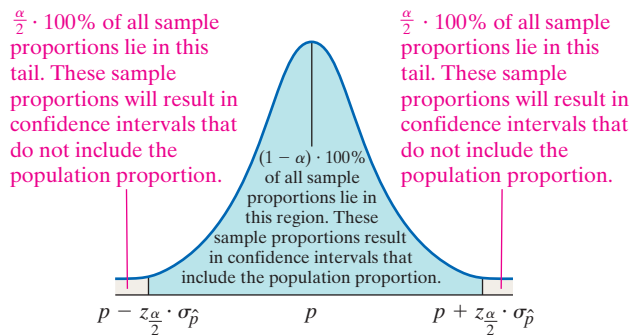 α/2 · 100% of all sample
proportions lie in this
tail. These sample
proportions will result in
confidence intervals that
do not include the
population proportion.
α/2 · 100% of all sample
proportions lie in this
tail. These sample
proportions will result in
confidence intervals that
do not include the
population proportion.
(1 − α) · 100%
of all sample
proportions lie in
this region. These
sample proportions result
in confidence intervals that
include the population proportion.
p − z_{α/2} · σ_{p̂}
p
p + z_{α/2} · σ_{p̂}